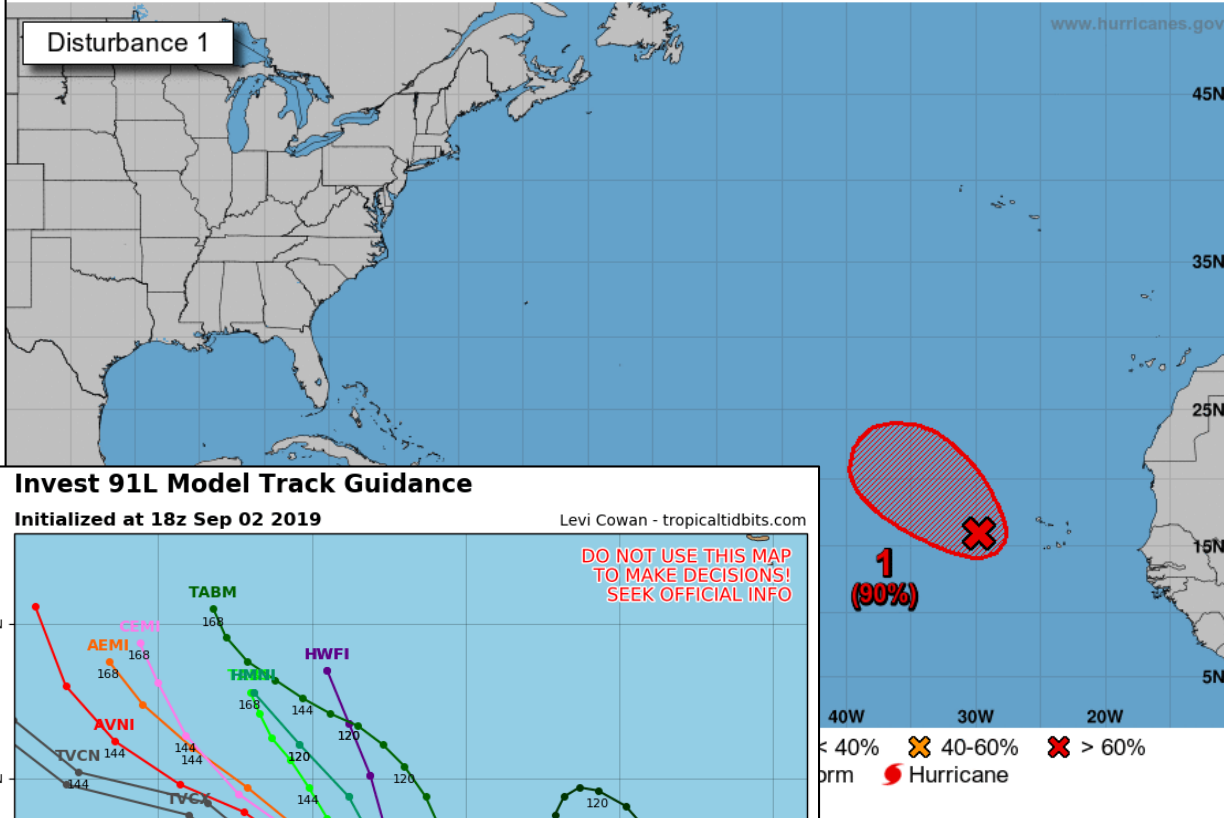 Disturbance 1
www.hurricanes.gov
45N
35N
25N
15N
5N
1
(90%)
40W 30W 20W
< 40% 40-60% > 60%
orm Hurricane
Invest 91L Model Track Guidance
Initialized at 18z Sep 02 2019
Levi Cowan - tropicaltidbits.com
DO NOT USE THIS MAP
TO MAKE DECISIONS!
SEEK OFFICIAL INFO
TABM
168
CEMI
168
AEMI
168
HWFI
HMNI
168
144
120
AVNI
144
144
144
120
TVCN
144
120
TVCX
144
120